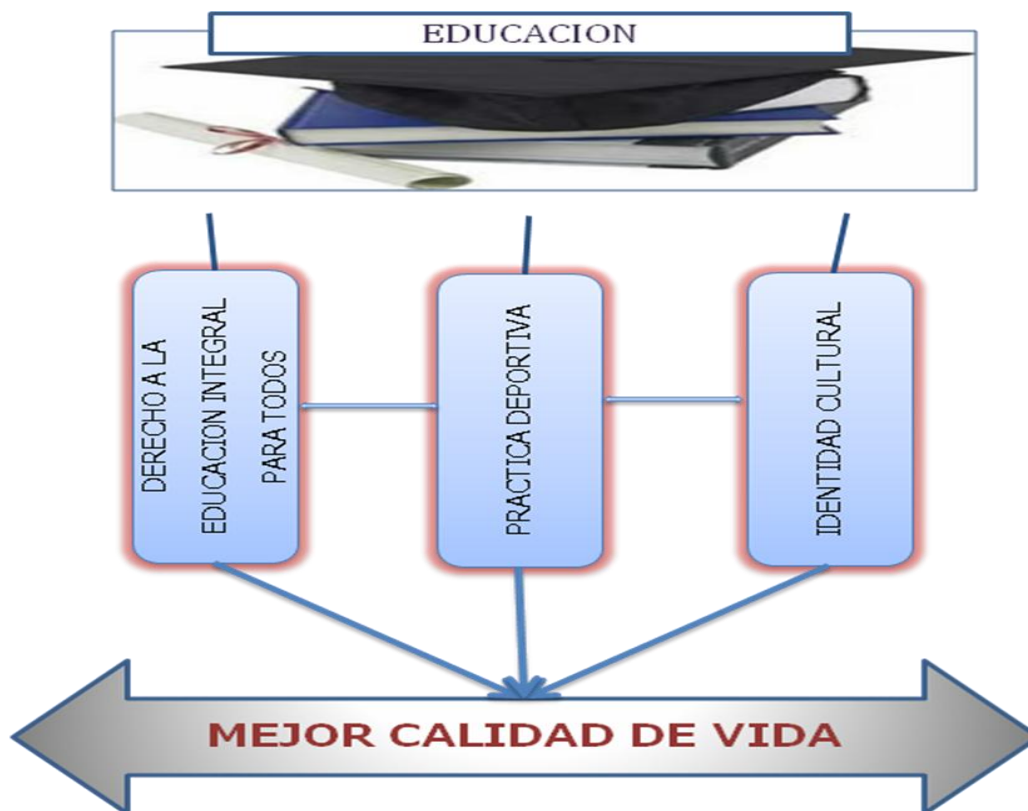 EDUCACION
DERECHO A LA
EDUCACION INTEGRAL
PARA TODOS
PRACTICA DEPORTIVA
IDENTIDAD CULTURAL
MEJOR CALIDAD DE VIDA